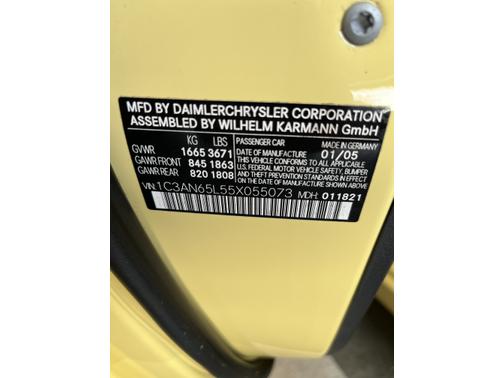 MFD BY DAIMLERCHRYSLER CORPORATION
ASSEMBLED BY WILHELM KARMANN GmbH
KG LBS PASSENGER CAR MADE IN GERMANY
GVWR 1665 3671 DATE OF MFR 01/05
GAWR FRONT 845 1863 THIS VEHICLE CONFORMS TO ALL APPLICABLE
U.S. FEDERAL MOTOR VEHICLE SAFETY, BUMPER
GAWR REAR 820 1808 AND THEFT PREVENTION STANDARDS IN EFFECT
ON THE DATE OF MANUFACTURE SHOWN ABOVE.
VIN: 1C3AN65L55X055073 MDH: 011821